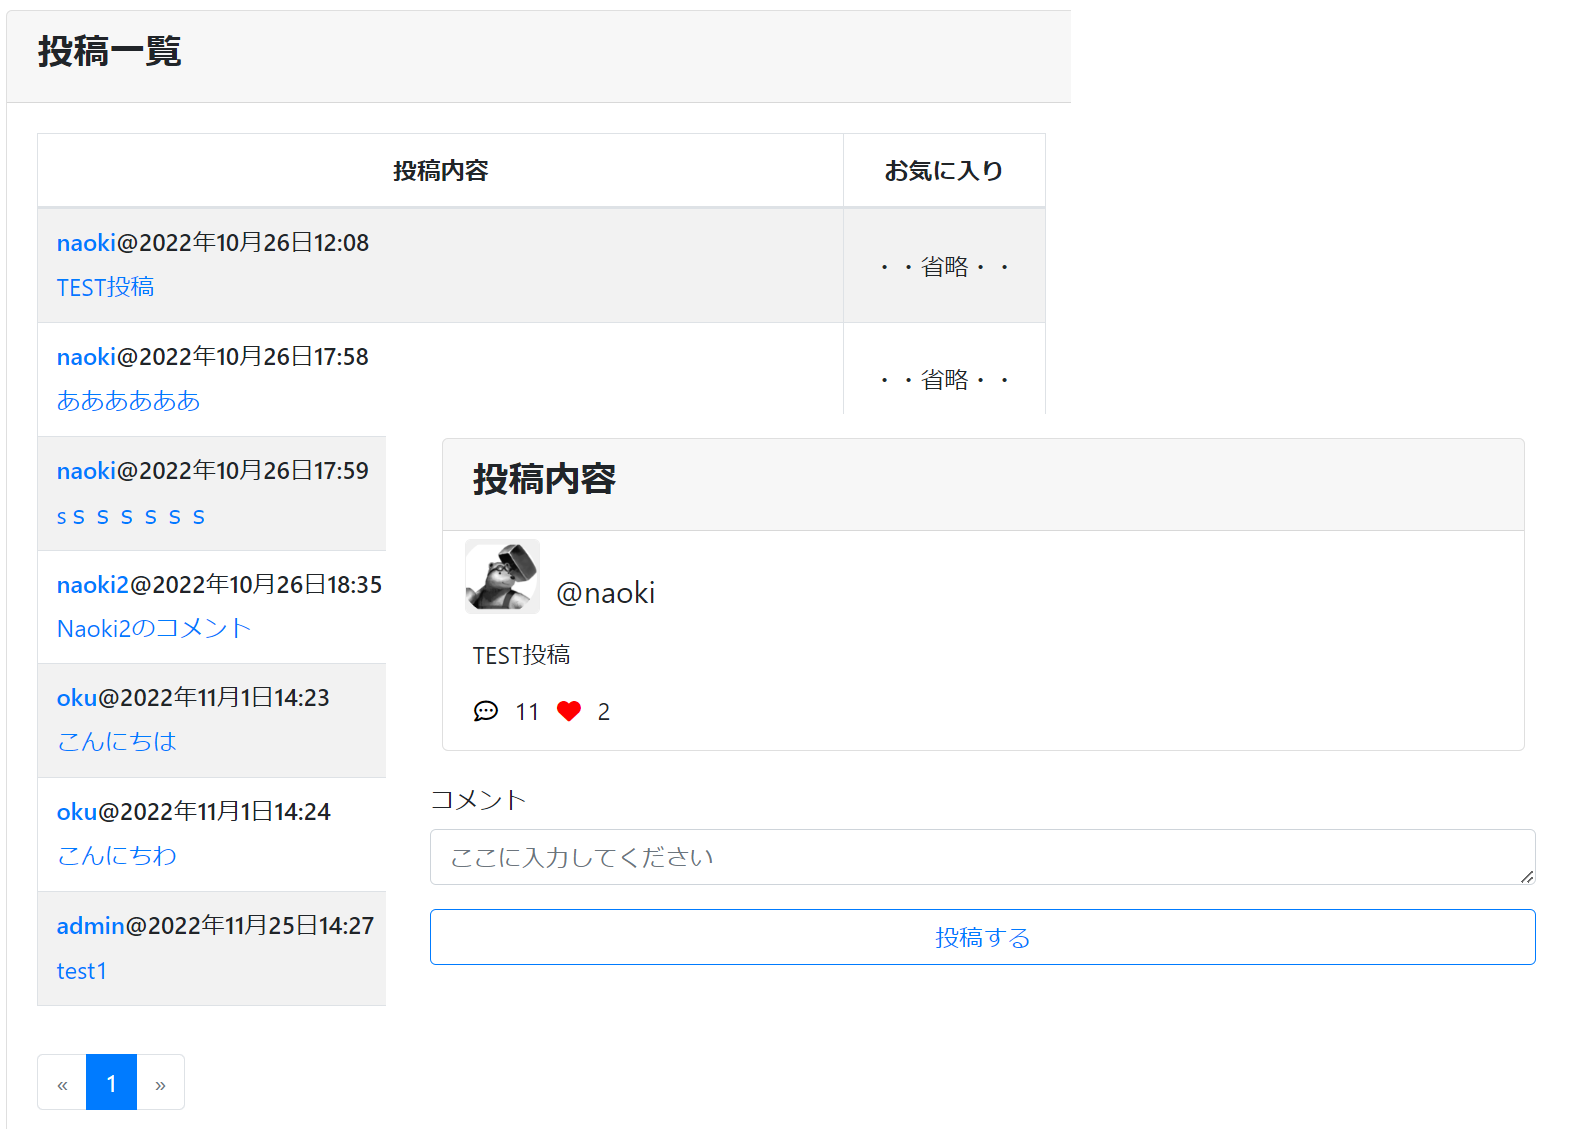 投稿一覧
投稿内容 お気に入り
naoki@2022年10月26日12:08
TEST投稿
・・省略・・
naoki@2022年10月26日17:58
ああああああ
・・省略・・
naoki@2022年10月26日17:59
sｓｓｓｓｓｓ
naoki2@2022年10月26日18:35
Naoki2のコメント
oku@2022年11月1日14:23
こんにちは
oku@2022年11月1日14:24
こんにちわ
admin@2022年11月25日14:27
test1
« 1 »
投稿内容
@naoki
TEST投稿
11 2
コメント
ここに入力してください
投稿する